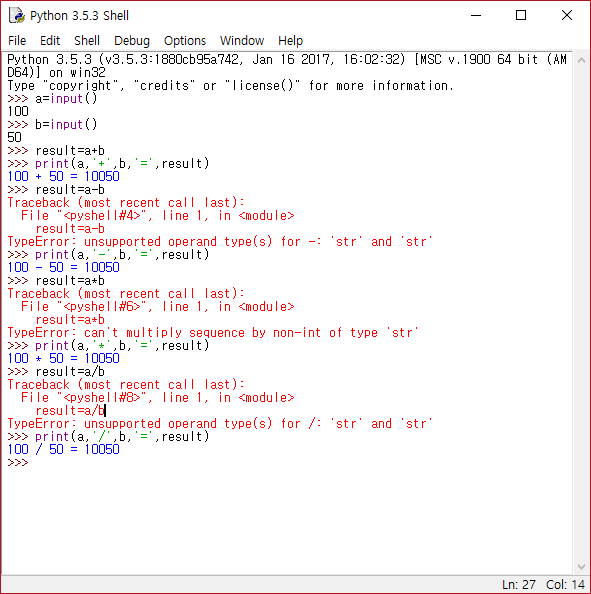 Python 3.5.3 Shell
File Edit Shell Debug Options Window Help
Python 3.5.3 (v3.5.3:1880cb95a742, Jan 16 2017, 16:02:32) [MSC v.1900 64 bit (AM
D64)] on win32
Type "copyright", "credits" or "license()" for more information.
>>> a=input()
100
>>> b=input()
50
>>> result=a+b
>>> print(a,'+',b,'=',result)
100 + 50 = 10050
>>> result=a-b
Traceback (most recent call last):
  File "<pyshell#4>", line 1, in <module>
    result=a-b
TypeError: unsupported operand type(s) for -: 'str' and 'str'
>>> print(a,'-',b,'=',result)
100 - 50 = 10050
>>> result=a*b
Traceback (most recent call last):
  File "<pyshell#6>", line 1, in <module>
    result=a*b
TypeError: can't multiply sequence by non-int of type 'str'
>>> print(a,'*',b,'=',result)
100 * 50 = 10050
>>> result=a/b
Traceback (most recent call last):
  File "<pyshell#8>", line 1, in <module>
    result=a/b
TypeError: unsupported operand type(s) for /: 'str' and 'str'
>>> print(a,'/',b,'=',result)
100 / 50 = 10050
>>>
Ln: 27 Col: 14